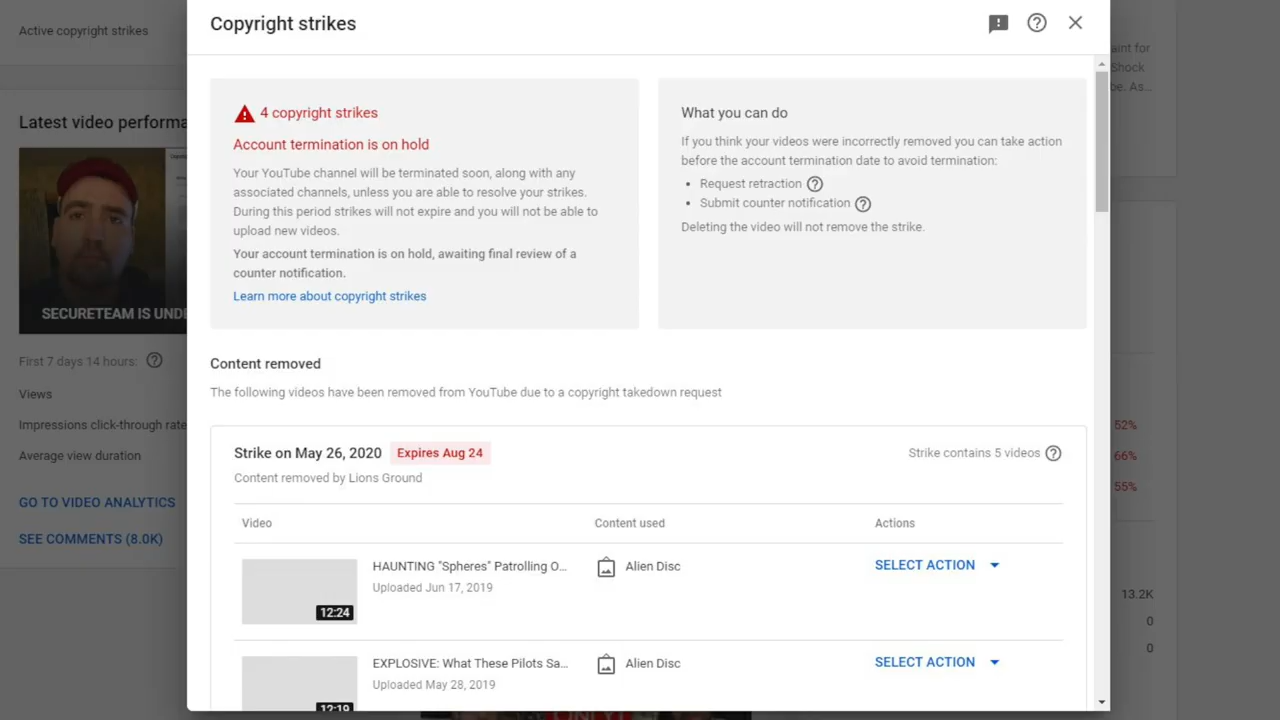 Copyright strikes
Active copyright strikes
4 copyright strikes
Account termination is on hold
Your YouTube channel will be terminated soon, along with any
associated channels, unless you are able to resolve your strikes.
During this period strikes will not expire and you will not be able to
upload new videos.
Your account termination is on hold, awaiting final review of a
counter notification.
Learn more about copyright strikes
What you can do
If you think your videos were incorrectly removed you can take action
before the account termination date to avoid termination:
• Request retraction
• Submit counter notification
Deleting the video will not remove the strike.
for
Shock
As...
Latest video
SECURETEAM IS
First 7 days 14 hours:
Views
Impressions click-through rate
Average view duration
GO TO VIDEO ANALYTICS
SEE COMMENTS (8.0K)
Content removed
The following videos have been removed from YouTube due to a copyright takedown request
Strike on May 26, 2020 Expires Aug 24
Strike contains 5 videos
Content removed by Lions Ground
Video Content used Actions
HAUNTING "Spheres" Patrolling O...
Uploaded Jun 17, 2019
12:24
Alien Disc
SELECT ACTION
EXPLOSIVE: What These Pilots Sa...
Uploaded May 28, 2019
12:19
Alien Disc
SELECT ACTION
52%
66%
55%
13.2K
0
0